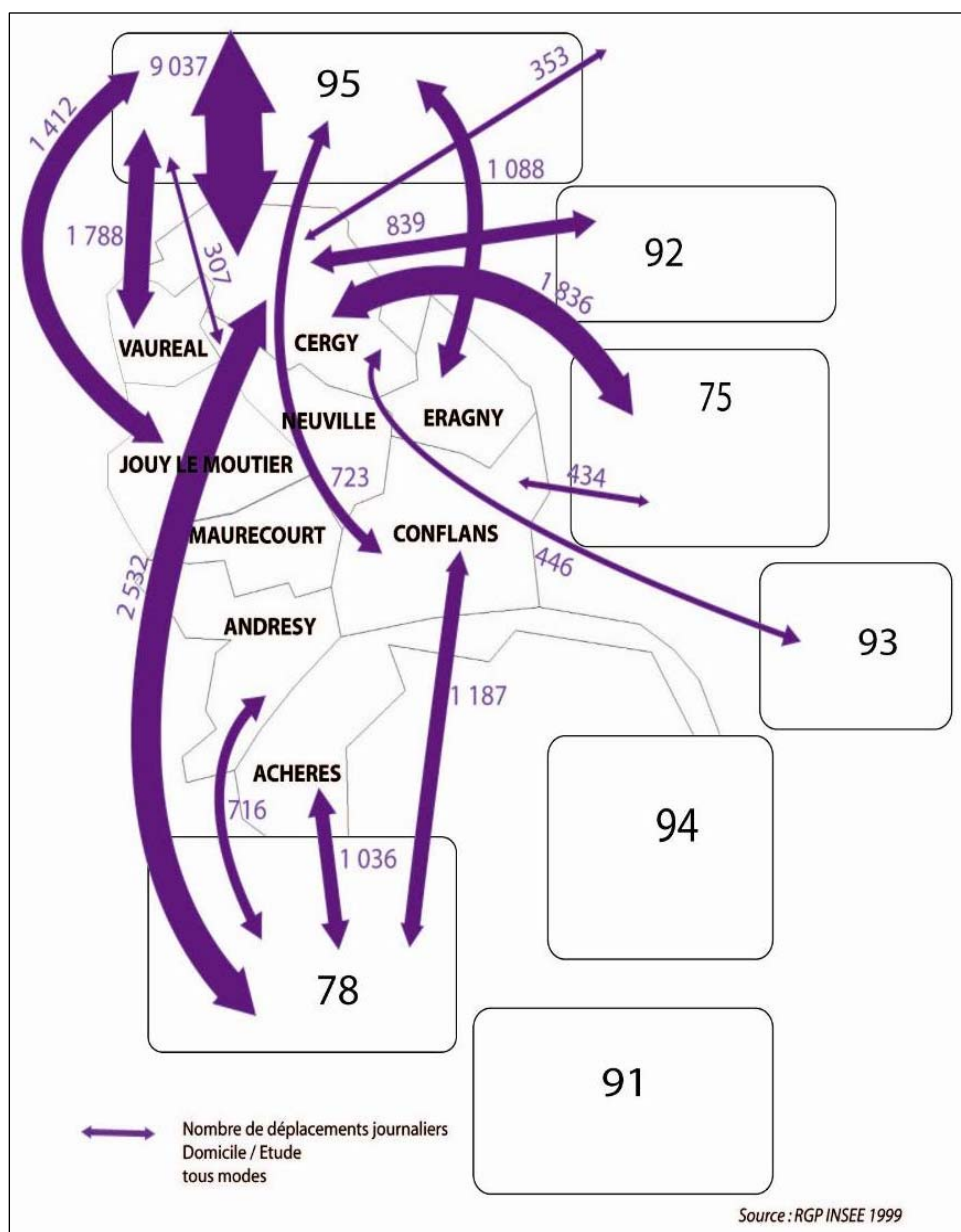 9 037
95
353
1 412
1 088
1 788
307
839
92
1 836
VAUREAL
CERGY
75
NEUVILLE
ERAGNY
JOUY LE MOUTIER
723
434
MAURECOURT
CONFLANS
446
2 532
ANDRESY
93
1 187
ACHERES
716
94
1 036
78
91
Nombre de déplacements journaliers
Domicile / Etude
tous modes
Source : RGP INSEE 1999